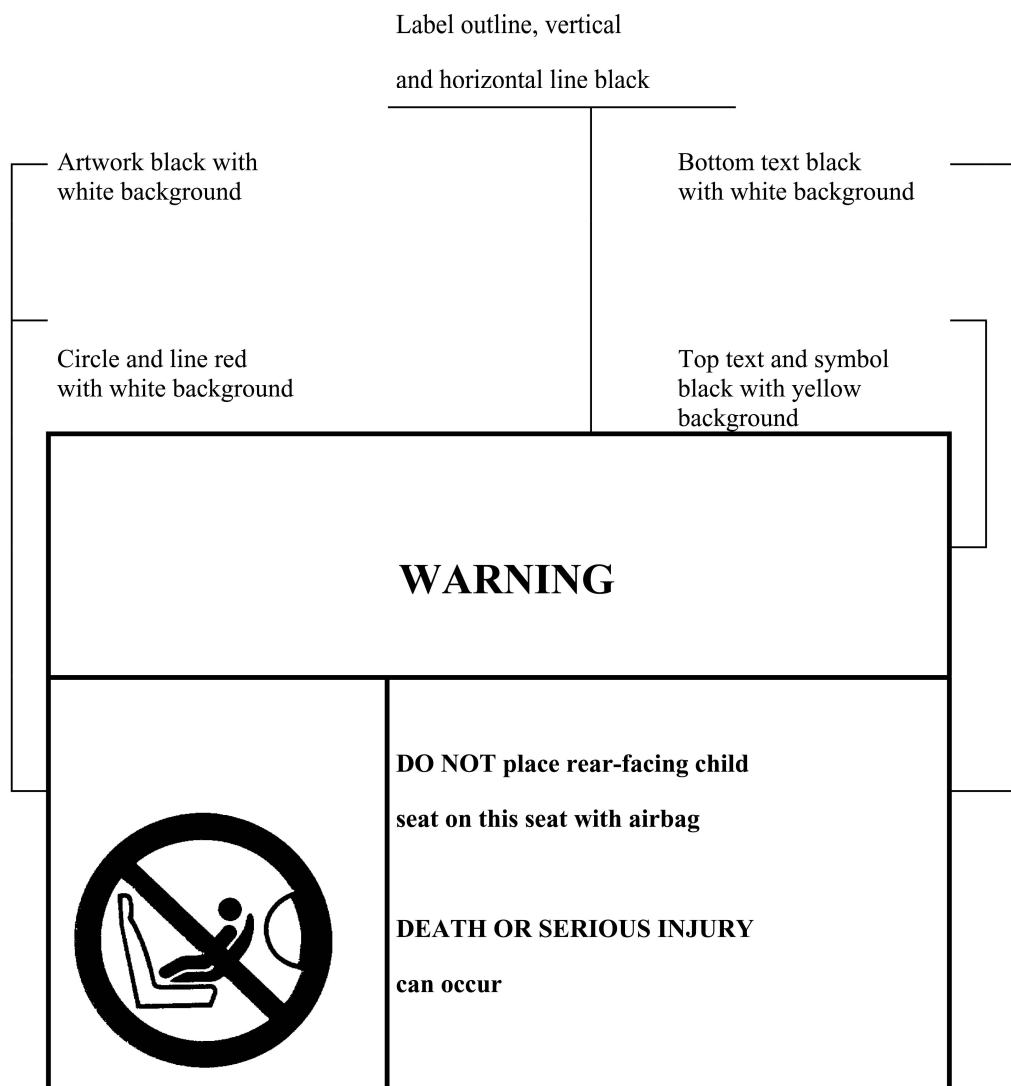 Label outline, vertical
and horizontal line black
Artwork black with
white background
Bottom text black
with white background
Circle and line red
with white background
Top text and symbol
black with yellow
background
WARNING
DO NOT place rear-facing child
seat on this seat with airbag
DEATH OR SERIOUS INJURY
can occur